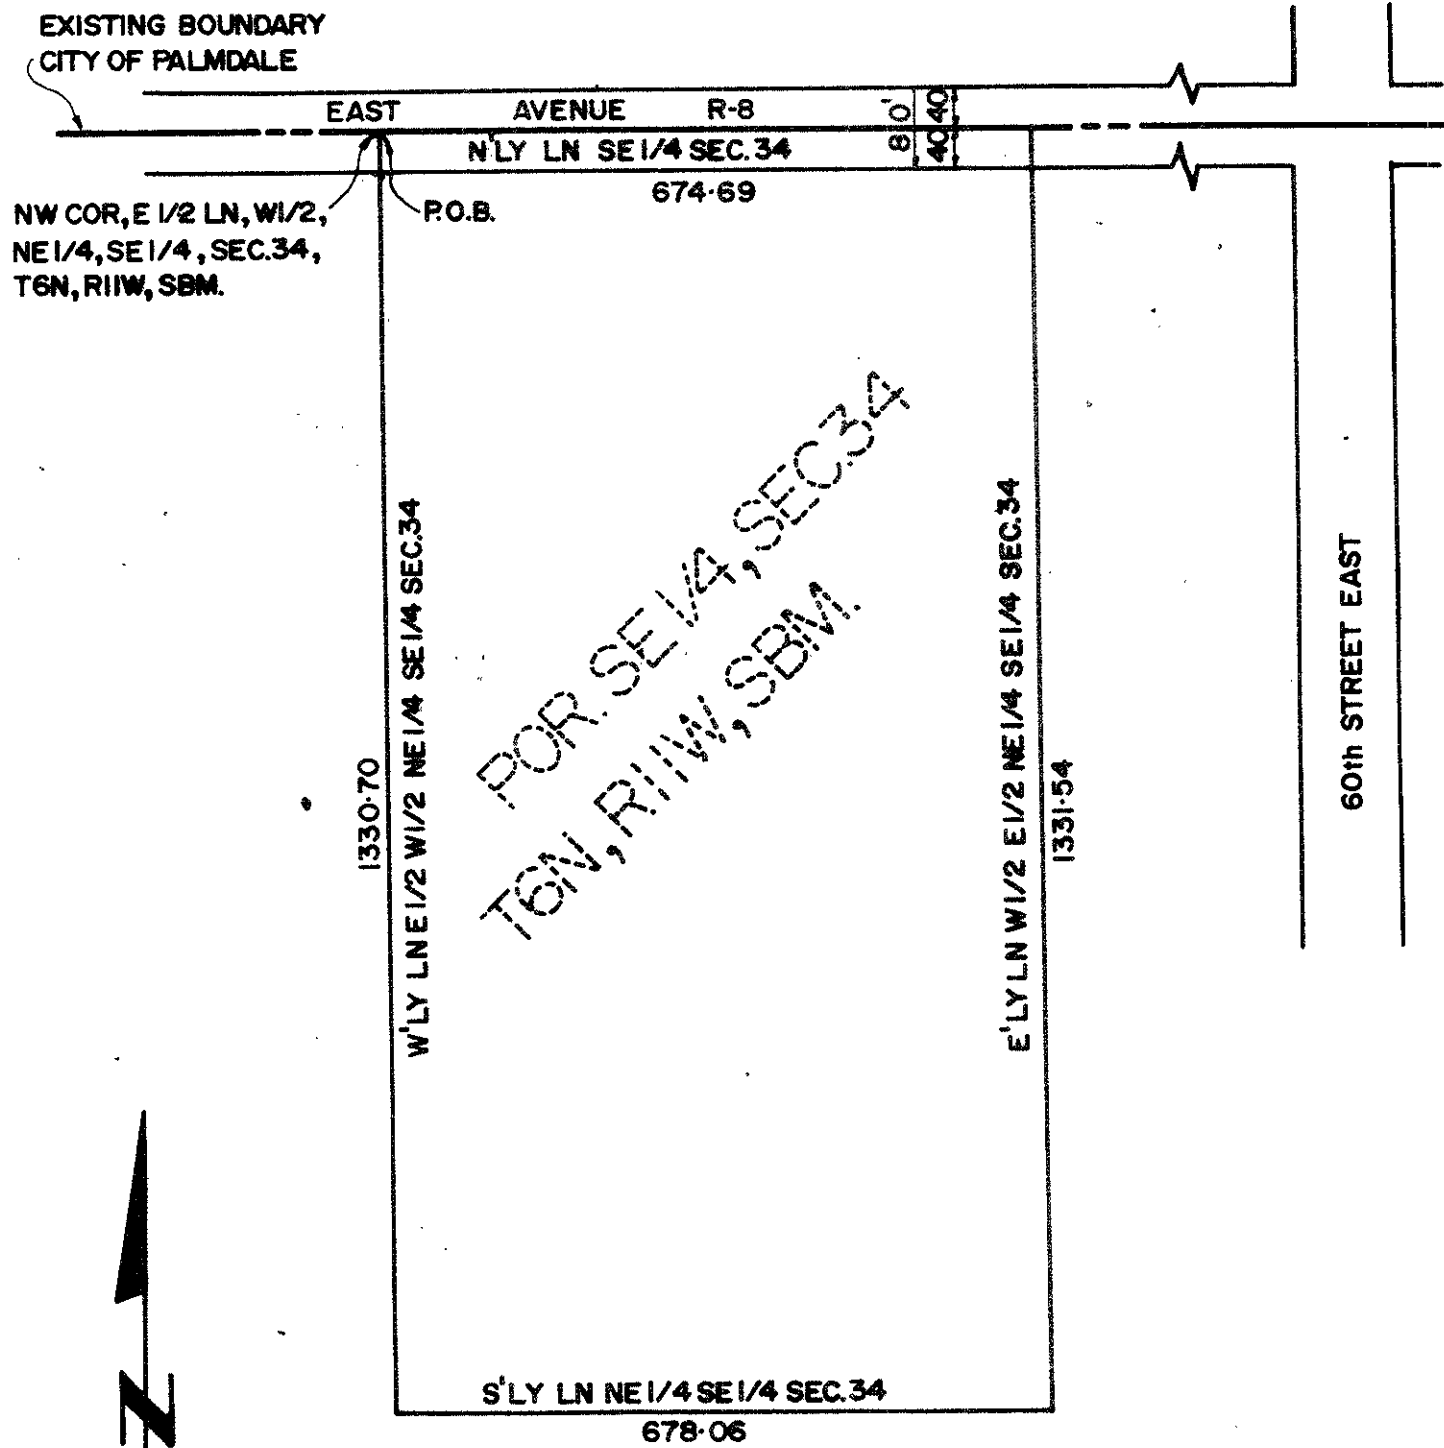 EXISTING BOUNDARY
CITY OF PALMDALE
EAST AVENUE R-8
80'
40
40
N'LY LN SE1/4 SEC.34
674.69
NW COR, E 1/2 LN, W1/2,
NE1/4, SE1/4, SEC.34,
T6N, R11W, SBM.
P.O.B.
POR. SE1/4, SEC34
T6N, R11W, SBM.
1330.70
W'LY LN E1/2 W1/2 NE1/4 SE1/4 SEC.34
E'LY LN W1/2 E1/2 NE1/4 SE1/4 SEC.34
1331.54
60th STREET EAST
S'LY LN NE1/4 SE1/4 SEC.34
678.06
N